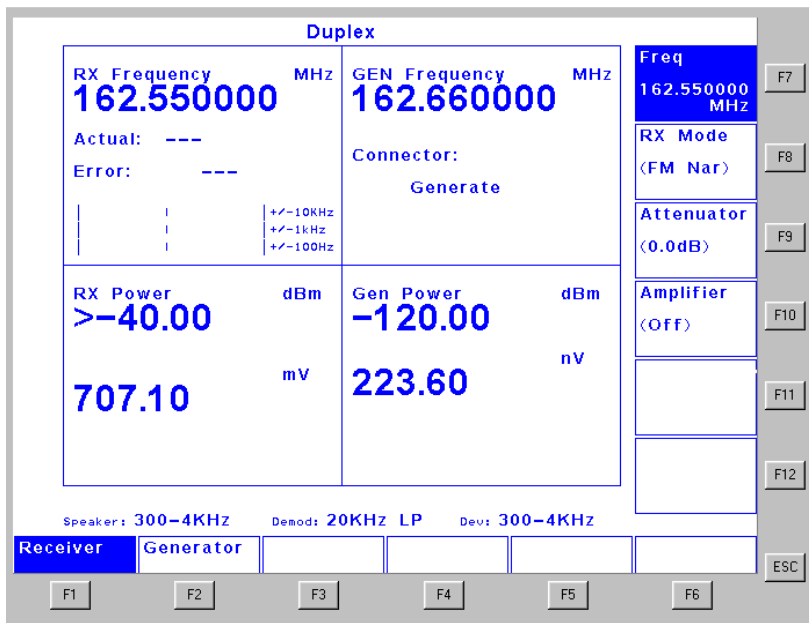 Duplex
RX Frequency MHz
162.550000
Actual: ---
Error: ---
+/-10KHz
+/-1kHz
+/-100Hz
GEN Frequency MHz
162.660000
Connector:
Generate
RX Power dBm
>-40.00
mV
707.10
Gen Power dBm
-120.00
nV
223.60
Freq
162.550000
MHz
RX Mode
(FM Nar)
Attenuator
(0.0dB)
Amplifier
(Off)
F7
F8
F9
F10
F11
F12
ESC
Speaker: 300-4KHz Demod: 20KHz LP Dev: 300-4KHz
Receiver Generator
F1 F2 F3 F4 F5 F6